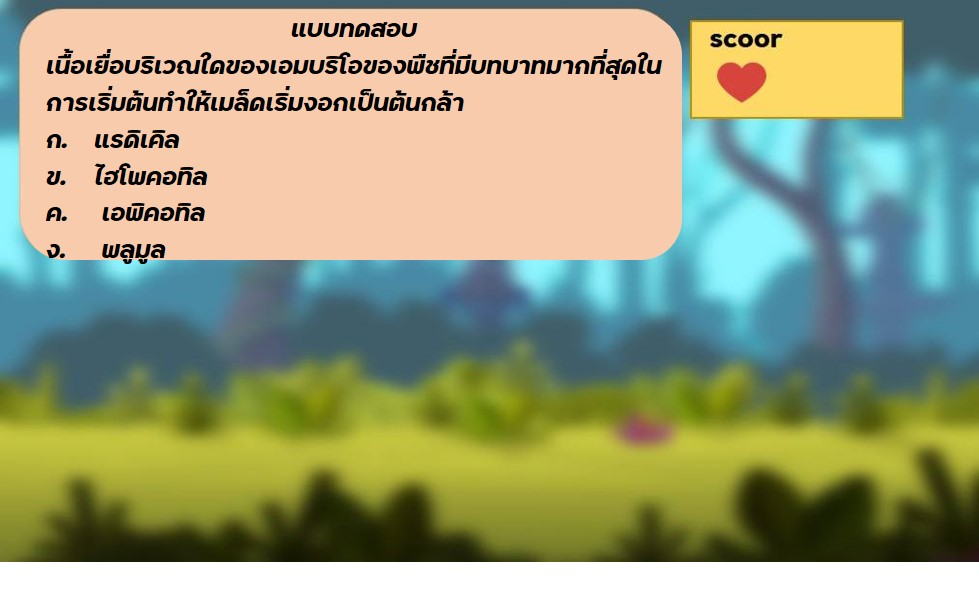 แบบทดสอบ
เนื้อเยื่อบริเวณใดของเอมบริโอของพืชที่มีบทบาทมากที่สุดใน
การเริ่มต้นทำให้เมล็ดเริ่มงอกเป็นต้นกล้า
ก. แรดิเคิล
ข. ไฮโพคอทิล
ค. เอพิคอทิล
ง. พลูมูล
scoor